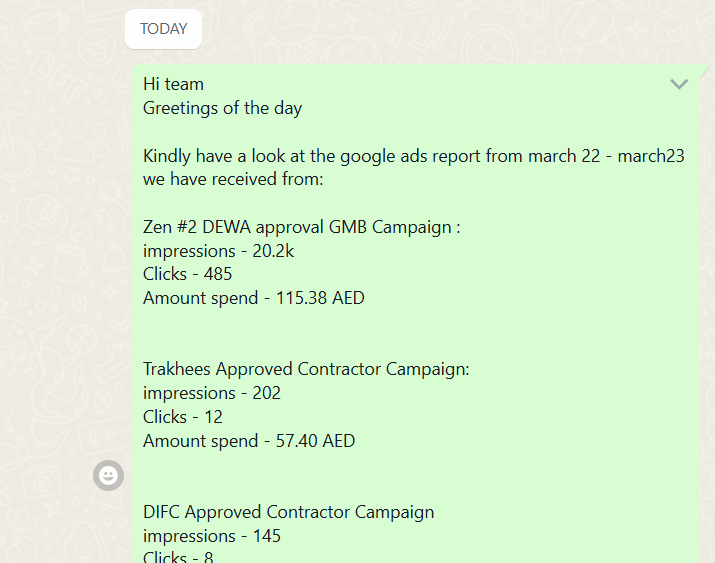 TODAY
Hi team
Greetings of the day
Kindly have a look at the google ads report from march 22 - march23
we have received from:
Zen #2 DEWA approval GMB Campaign :
impressions - 20.2k
Clicks - 485
Amount spend - 115.38 AED
Trakhees Approved Contractor Campaign:
impressions - 202
Clicks - 12
Amount spend - 57.40 AED
DIFC Approved Contractor Campaign
impressions - 145
Clicks - 8